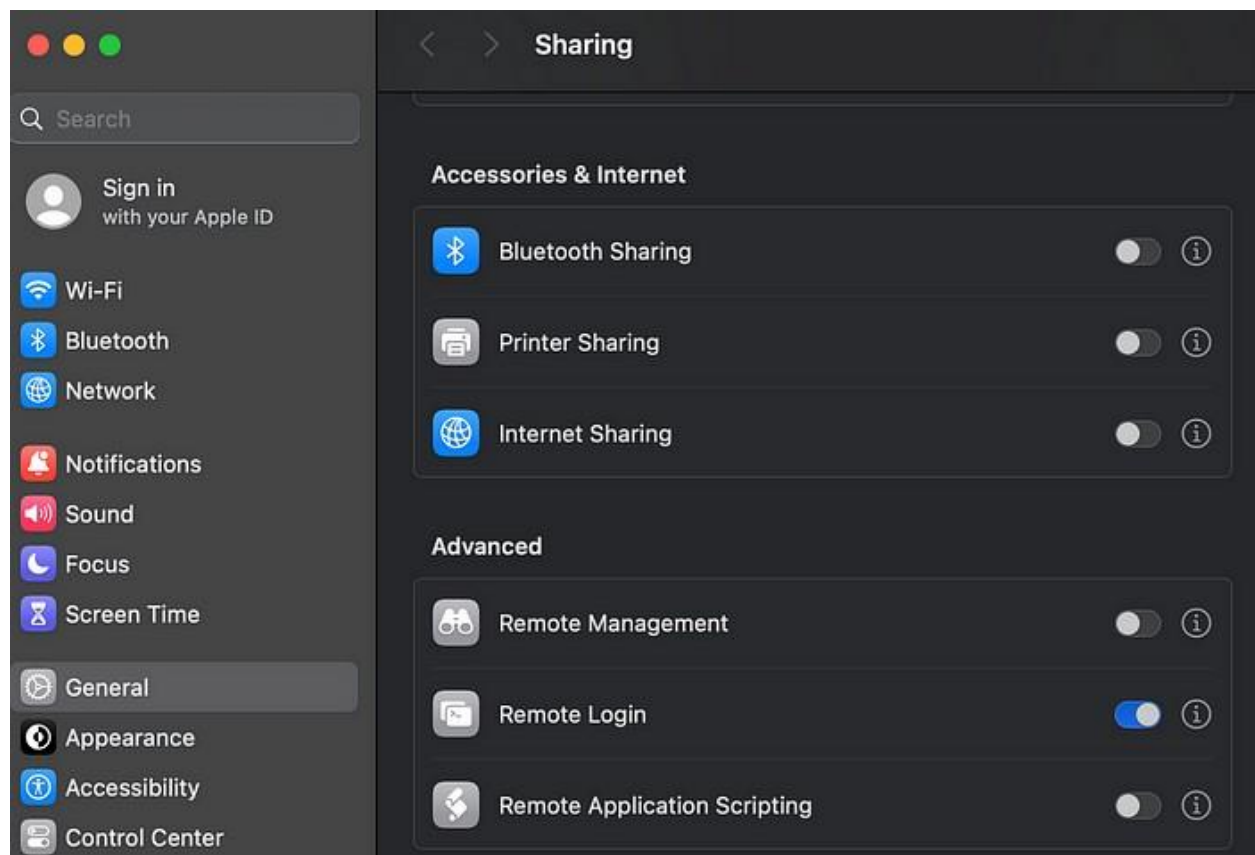 Sharing
Search
Sign in
with your Apple ID
Wi-Fi
Bluetooth
Network
Notifications
Sound
Focus
Screen Time
General
Appearance
Accessibility
Control Center
Accessories & Internet
Bluetooth Sharing
Printer Sharing
Internet Sharing
Advanced
Remote Management
Remote Login
Remote Application Scripting